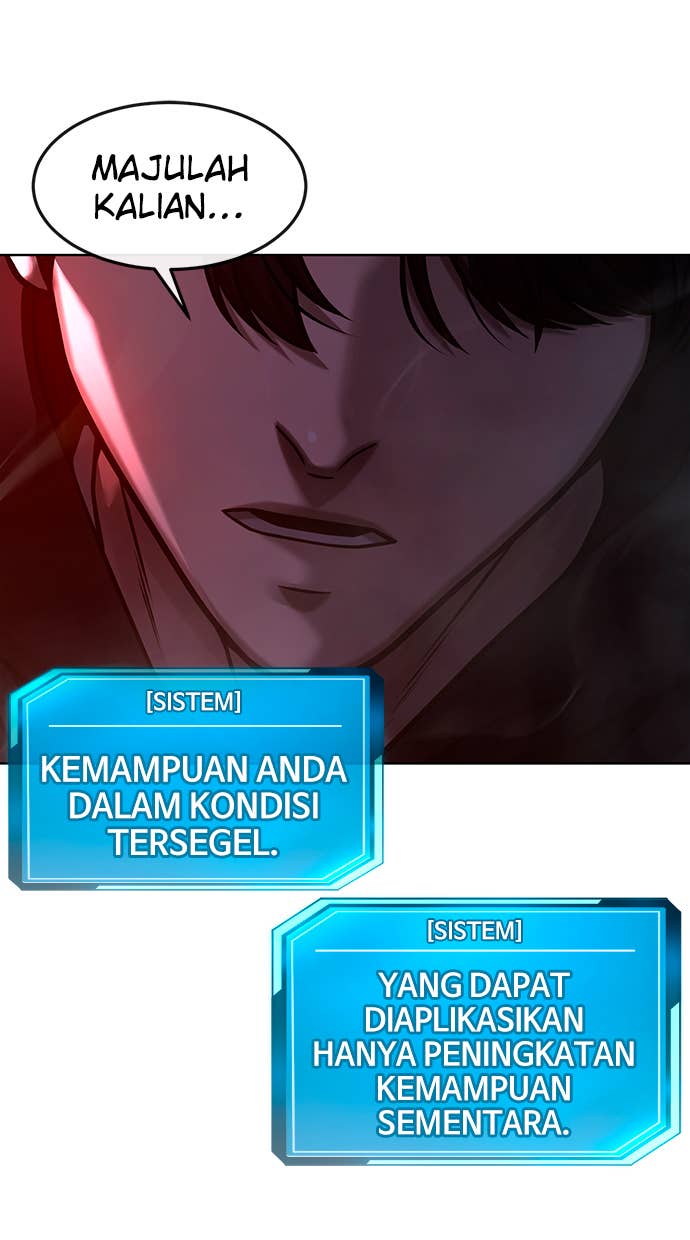 MAJULAH
KALIAN...
[SISTEM]
KEMAMPUAN ANDA
DALAM KONDISI
TERSEGEL.
[SISTEM]
YANG DAPAT
DIAPLIKASIKAN
HANYA PENINGKATAN
KEMAMPUAN
SEMENTARA.